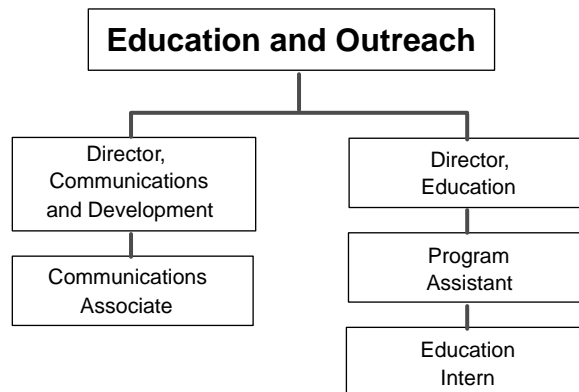 Education and Outreach
Director,
Communications
and Development
Communications
Associate
Director,
Education
Program
Assistant
Education
Intern